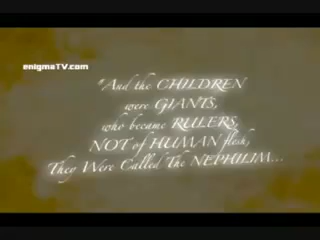 enigmaTV.com
"And the CHILDREN
were GIANTS,
who became RULERS,
NOT of HUMAN flesh,
They Were Called The NEPHILIM...